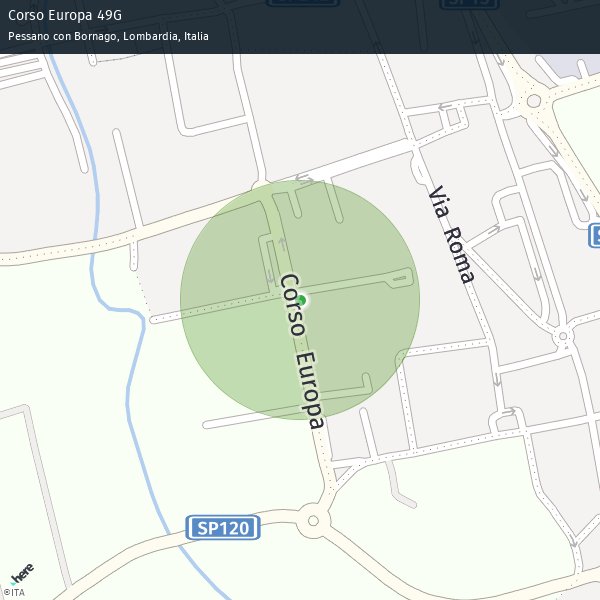 Corso Europa 49G
Pessano con Bornago, Lombardia, Italia
Via Roma
Corso Europa
SP120
here
©ITA